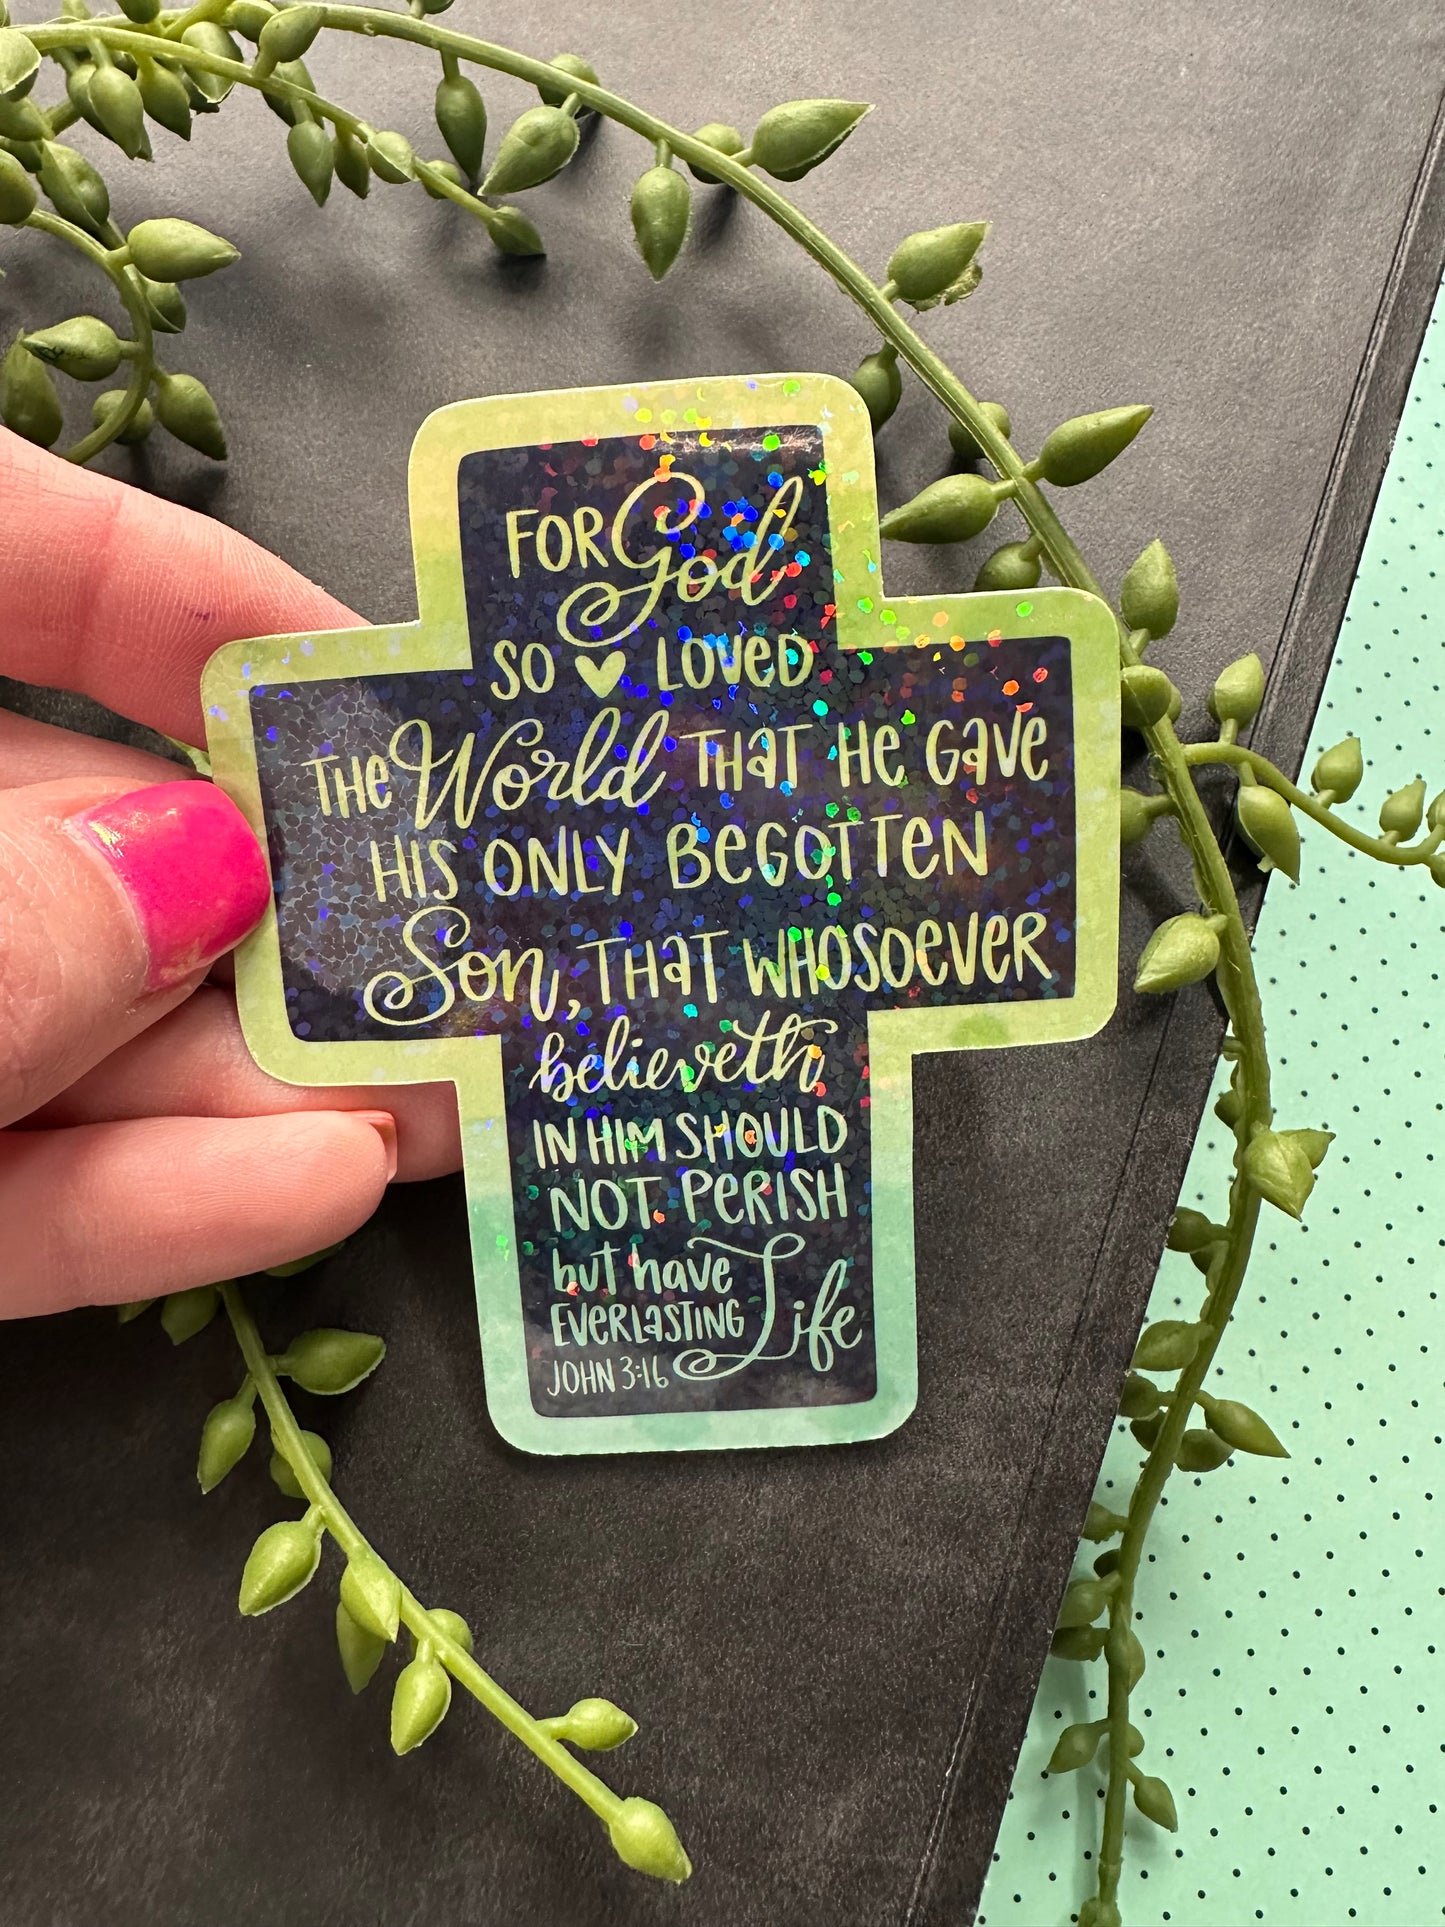 FOR God
SO LOVED
THE World THAT HE GAVE
HIS ONLY BEGOTTEN
Son, THAT WHOSOEVER
believeth
IN HIM SHOULD
NOT PERISH
but have
EVERLASTING Life
JOHN 3:16